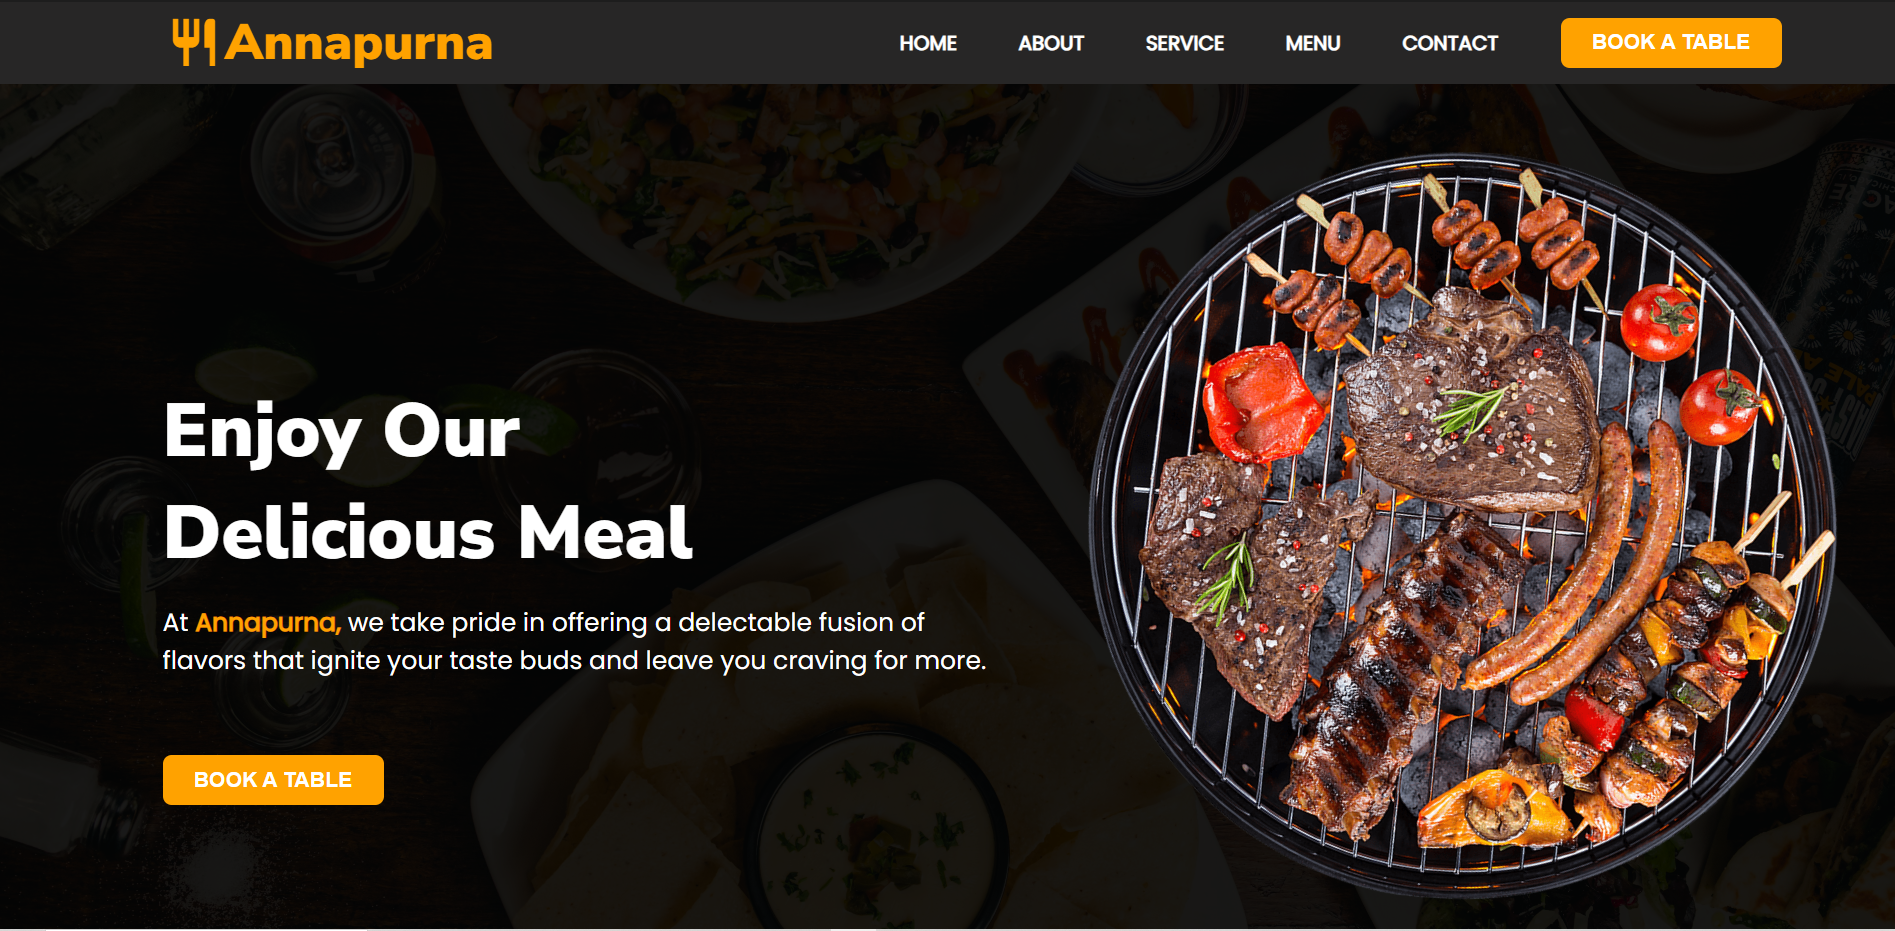 Annapurna
HOME
ABOUT
SERVICE
MENU
CONTACT
BOOK A TABLE
Enjoy Our
Delicious Meal
At Annapurna, we take pride in offering a delectable fusion of
flavors that ignite your taste buds and leave you craving for more.
BOOK A TABLE